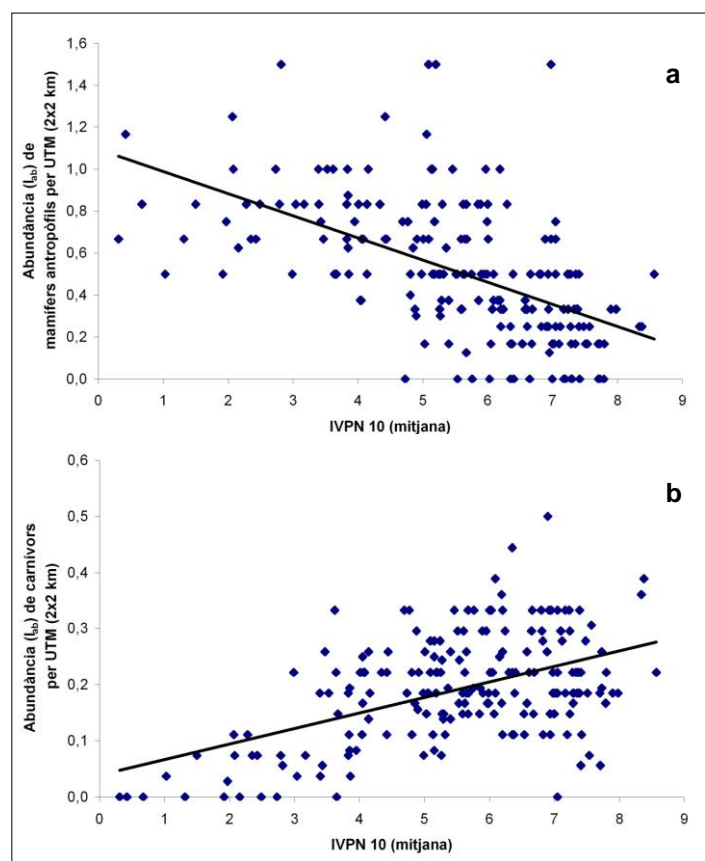 a
Abundància (Iab) de
mamífers antropòfils per UTM (2x2 km)
1,6
1,4
1,2
1,0
0,8
0,6
0,4
0,2
0,0
0 1 2 3 4 5 6 7 8 9
IVPN 10 (mitjana)
b
Abundància (Iab) de carnívors
per UTM (2x2 km)
0,6
0,5
0,4
0,3
0,2
0,1
0,0
0 1 2 3 4 5 6 7 8 9
IVPN 10 (mitjana)